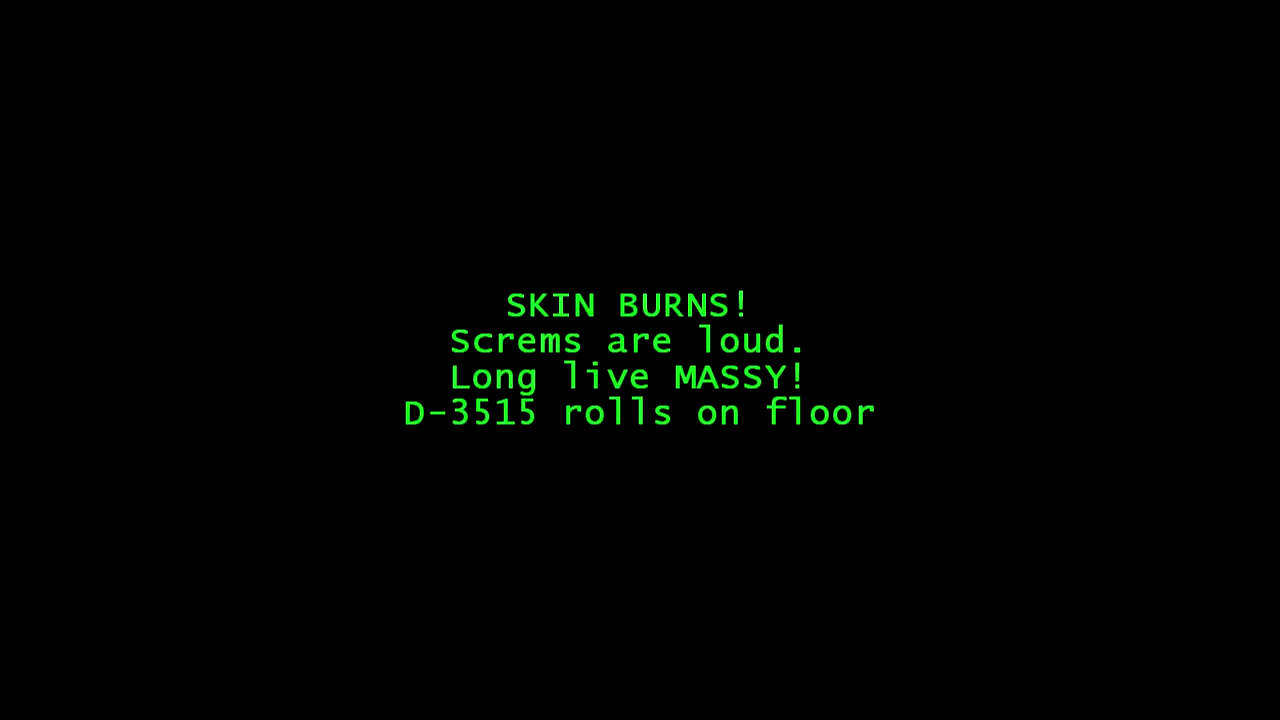 SKIN BURNS!
Screms are loud.
Long live MASSY!
D-3515 rolls on floor